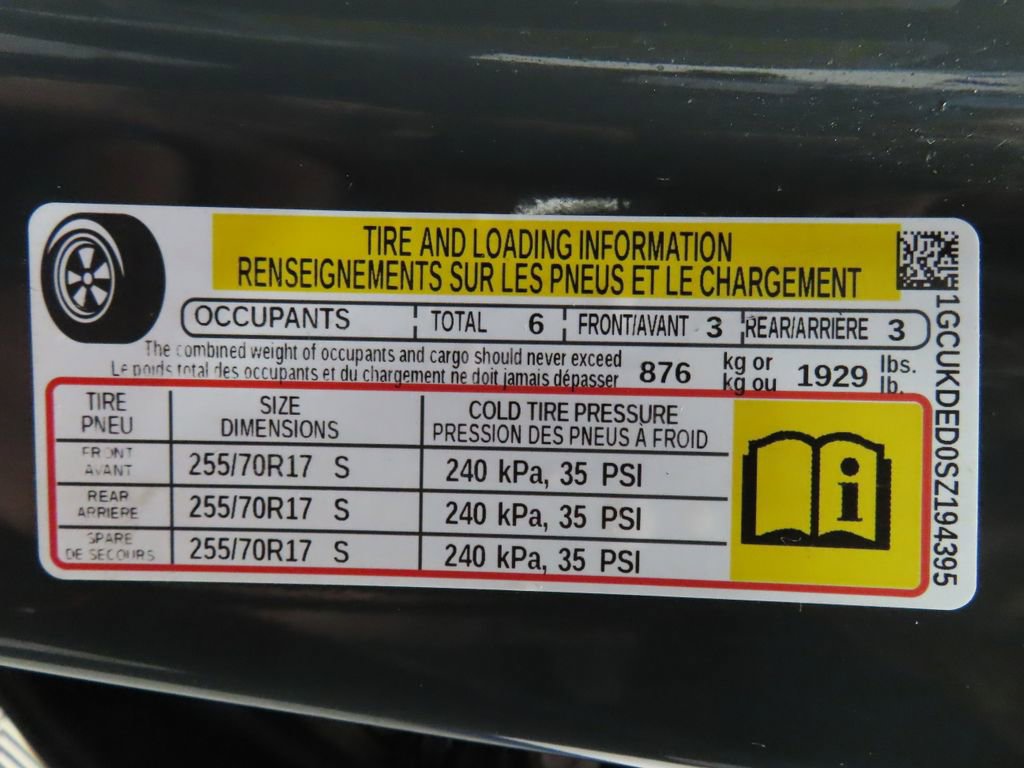 TIRE AND LOADING INFORMATION
RENSEIGNEMENTS SUR LES PNEUS ET LE CHARGEMENT
OCCUPANTS TOTAL 6 FRONT/AVANT 3 REAR/ARRIÈRE 3
The combined weight of occupants and cargo should never exceed 876 kg or 1929 lbs.
Le poids total des occupants et du chargement ne doit jamais dépasser kg ou lb.
TIRE SIZE COLD TIRE PRESSURE
PNEU DIMENSIONS PRESSION DES PNEUS À FROID
FRONT
AVANT 255/70R17 S 240 kPa, 35 PSI
REAR
ARRIERE 255/70R17 S 240 kPa, 35 PSI
SPARE
DE SECOURS 255/70R17 S 240 kPa, 35 PSI
i
1GCUKDED0SZ194395